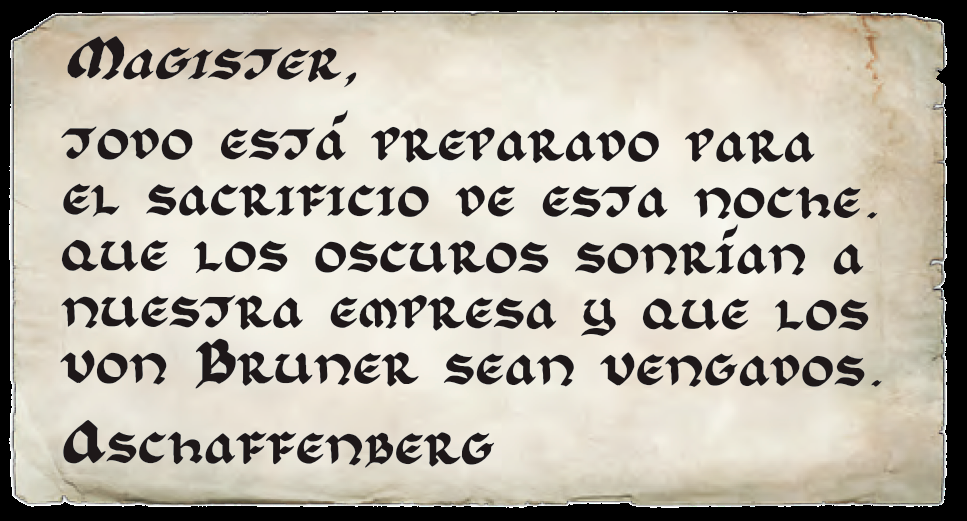 Magister,
todo está preparado para
el sacrificio de esta noche.
que los oscuros sonrían a
nuestra empresa y que los
von Bruner sean vengados.
Aschaffenberg